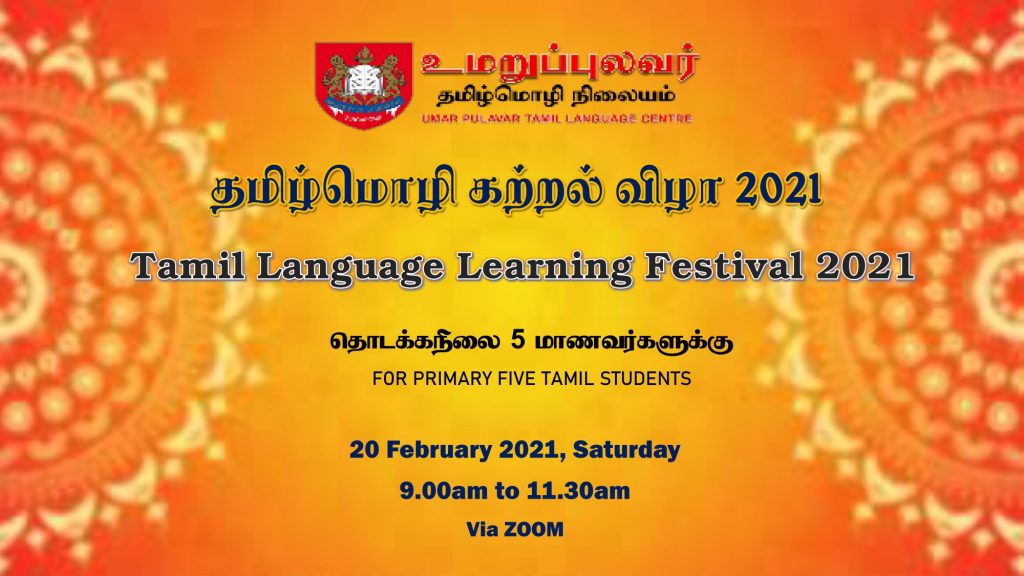 உமறுப்புலவர்
தமிழ்மொழி நிலையம்
UMAR PULAVAR TAMIL LANGUAGE CENTRE
தமிழ்மொழி கற்றல் விழா 2021
Tamil Language Learning Festival 2021
தொடக்கநிலை 5 மாணவர்களுக்கு
FOR PRIMARY FIVE TAMIL STUDENTS
20 February 2021, Saturday
9.00am to 11.30am
Via ZOOM